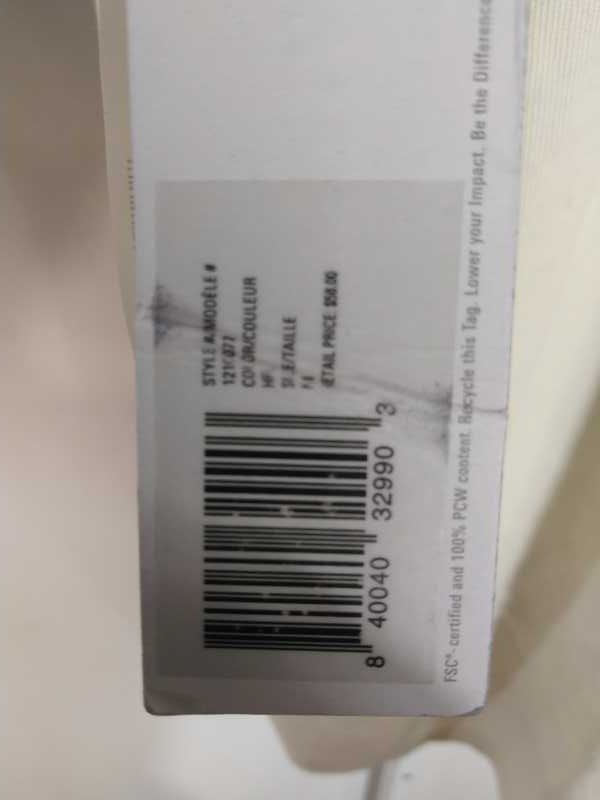 STYLE A/MODÈLE #
COLOR/COULEUR
SIZE/TAILLE
RETAIL PRICE $58.00
8 40040 32990 3
FSC®- certified and 100% PCW content. Recycle this Tag. Lower your Impact. Be the Difference